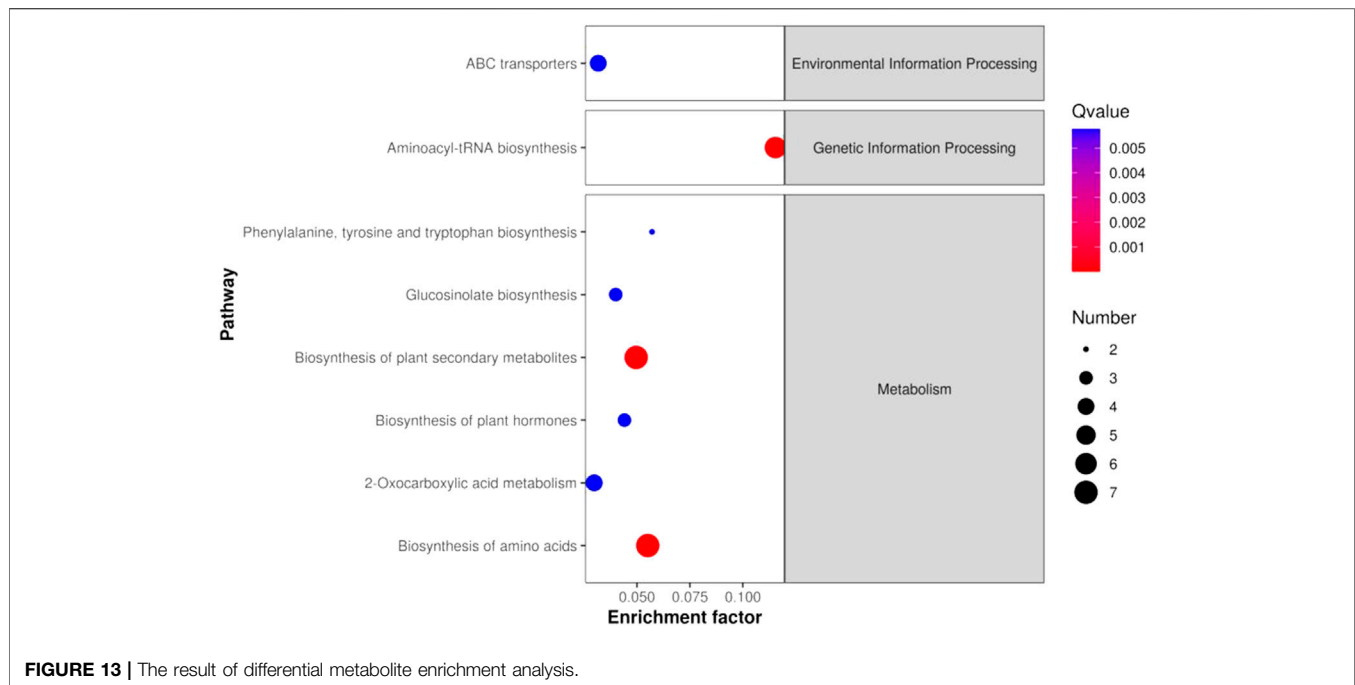 ABC transporters
Environmental Information Processing
Aminoacyl-tRNA biosynthesis
Genetic Information Processing
Phenylalanine, tyrosine and tryptophan biosynthesis
Glucosinolate biosynthesis
Biosynthesis of plant secondary metabolites
Biosynthesis of plant hormones
2-Oxocarboxylic acid metabolism
Biosynthesis of amino acids
Metabolism
Pathway
0.050 0.075 0.100
Enrichment factor
Qvalue
0.005
0.004
0.003
0.002
0.001
Number
2
3
4
5
6
7
FIGURE 13 | The result of differential metabolite enrichment analysis.